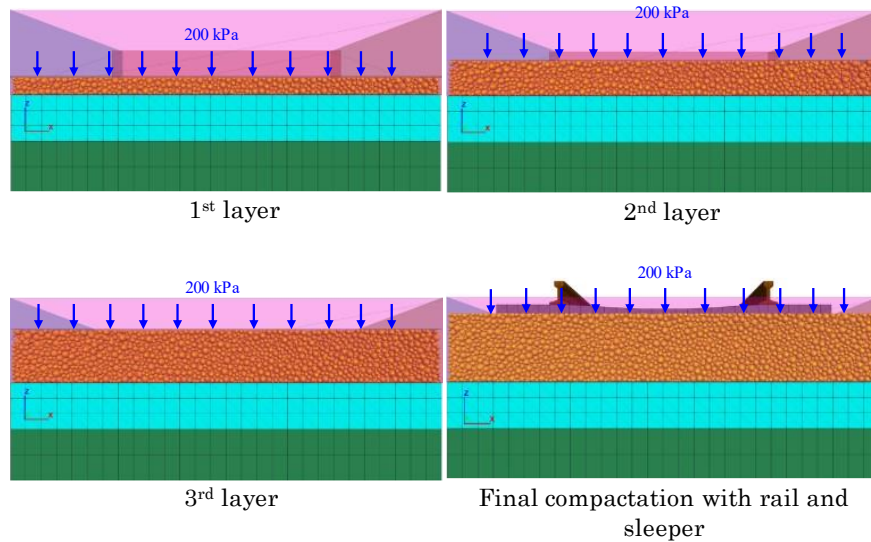 200 kPa
z
x
1st layer
200 kPa
z
x
2nd layer
200 kPa
z
x
3rd layer
200 kPa
z
x
Final compactation with rail and
sleeper